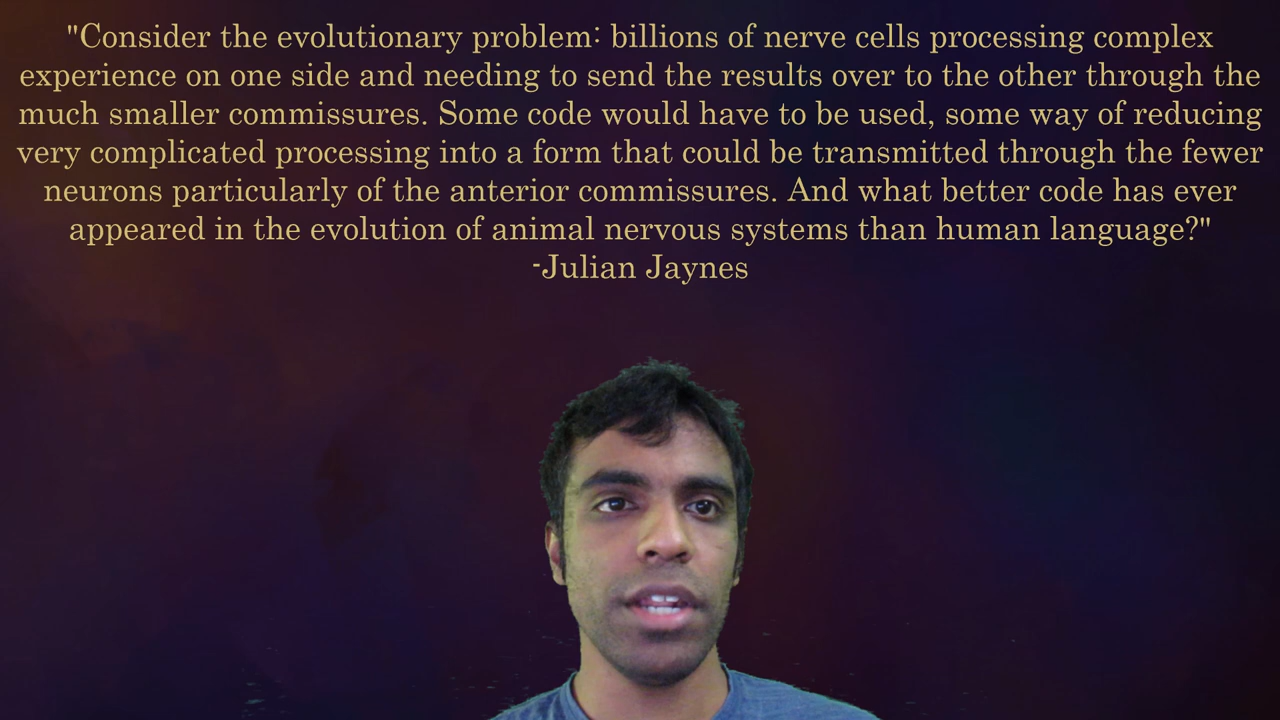 "Consider the evolutionary problem: billions of nerve cells processing complex
experience on one side and needing to send the results over to the other through the
much smaller commissures. Some code would have to be used, some way of reducing
very complicated processing into a form that could be transmitted through the fewer
neurons particularly of the anterior commissures. And what better code has ever
appeared in the evolution of animal nervous systems than human language?"
-Julian Jaynes